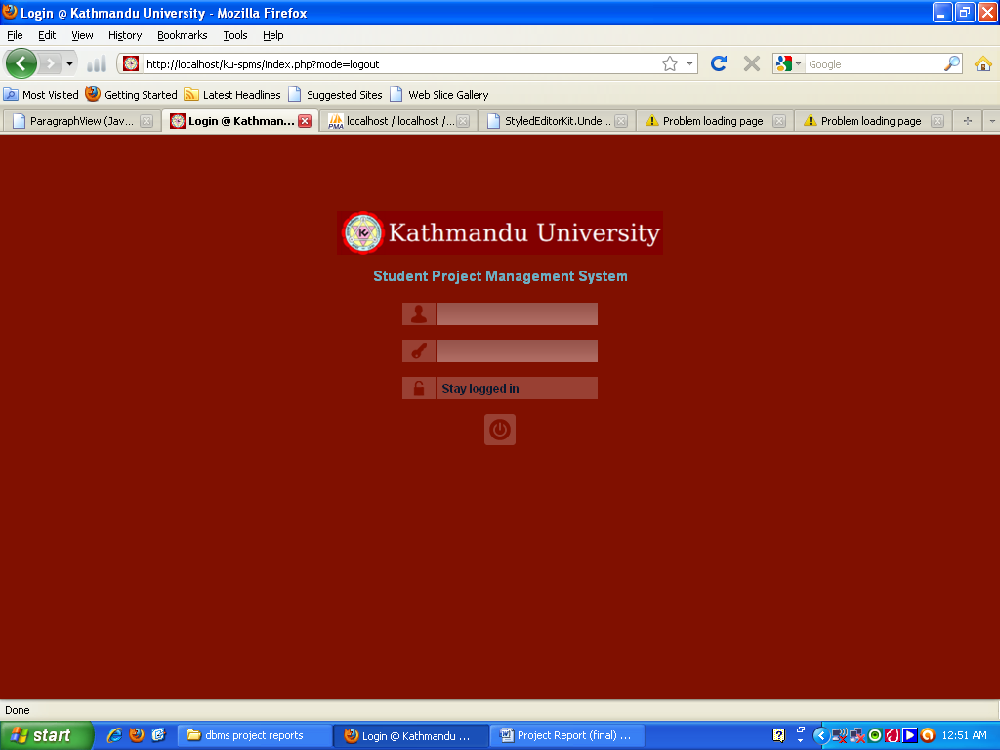 Login @ Kathmandu University - Mozilla Firefox
File Edit View History Bookmarks Tools Help
http://localhost/ku-spms/index.php?mode=logout Google
Most Visited Getting Started Latest Headlines Suggested Sites Web Slice Gallery
ParagraphView (Jav... Login @ Kathman... PMA localhost / localhost /... StyledEditorKit.Unde... Problem loading page Problem loading page
K Kathmandu University
Student Project Management System
Stay logged in
Done
start dbms project reports Login @ Kathmandu ... Project Report (final) ... 12:51 AM